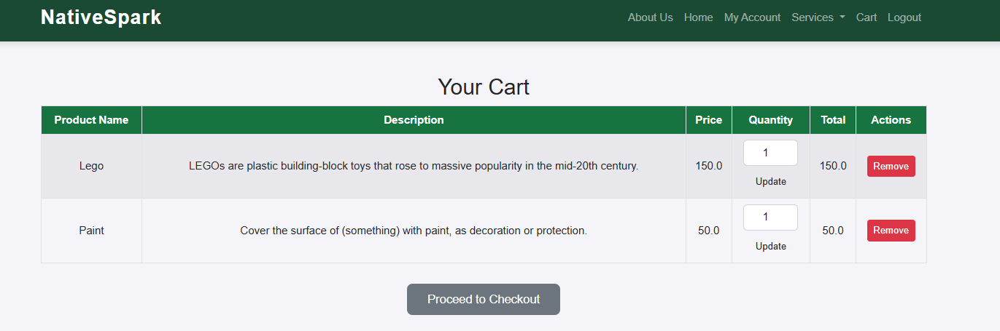 NativeSpark
About Us Home My Account Services Cart Logout
Your Cart
Product Name Description Price Quantity Total Actions
Lego LEGOs are plastic building-block toys that rose to massive popularity in the mid-20th century. 150.0 1 150.0 Remove
Update
Paint Cover the surface of (something) with paint, as decoration or protection. 50.0 1 50.0 Remove
Update
Proceed to Checkout